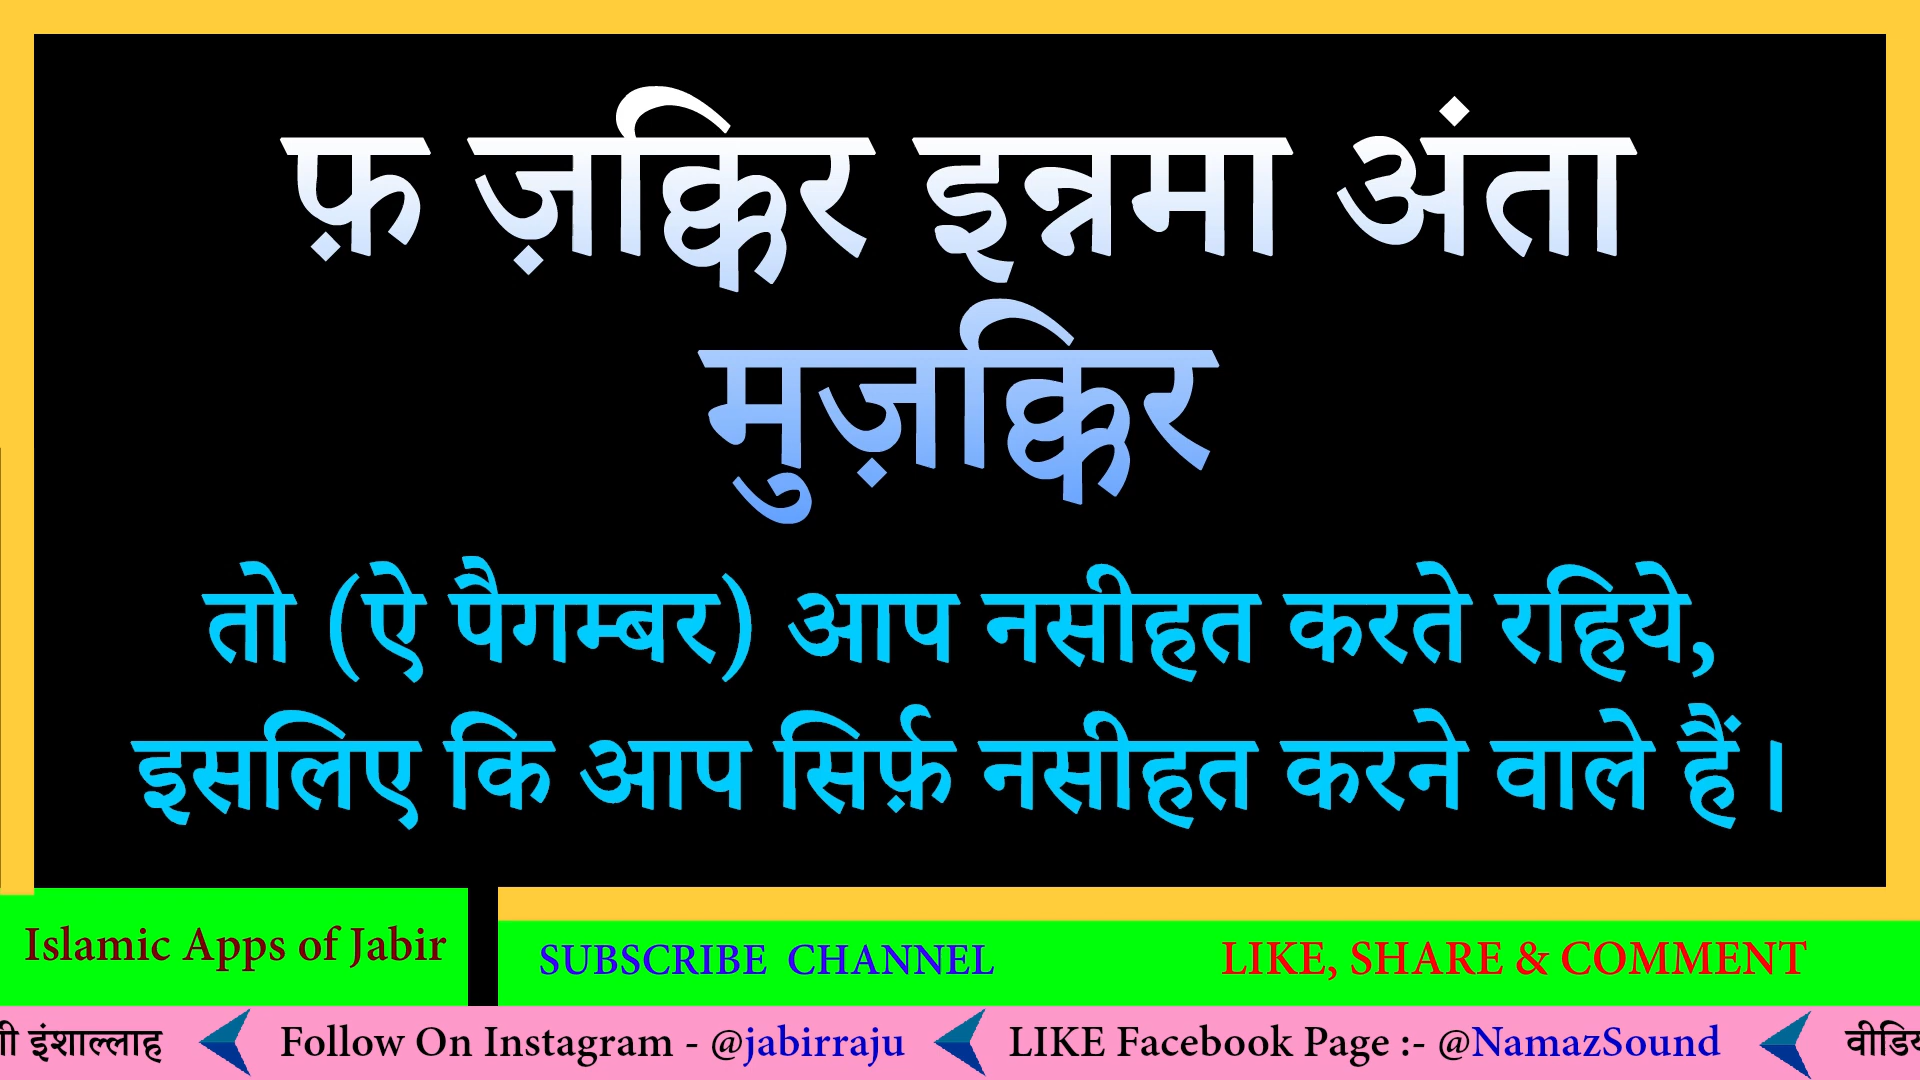 फ़ ज़क्किर इन्नमा अंता
मुज़क्किर
तो (ऐ पैगम्बर) आप नसीहत करते रहिये,
इसलिए कि आप सिर्फ़ नसीहत करने वाले हैं।
Islamic Apps of Jabir
SUBSCRIBE CHANNEL
LIKE, SHARE & COMMENT
इंशाल्लाह Follow On Instagram - @jabirraju LIKE Facebook Page :- @NamazSound